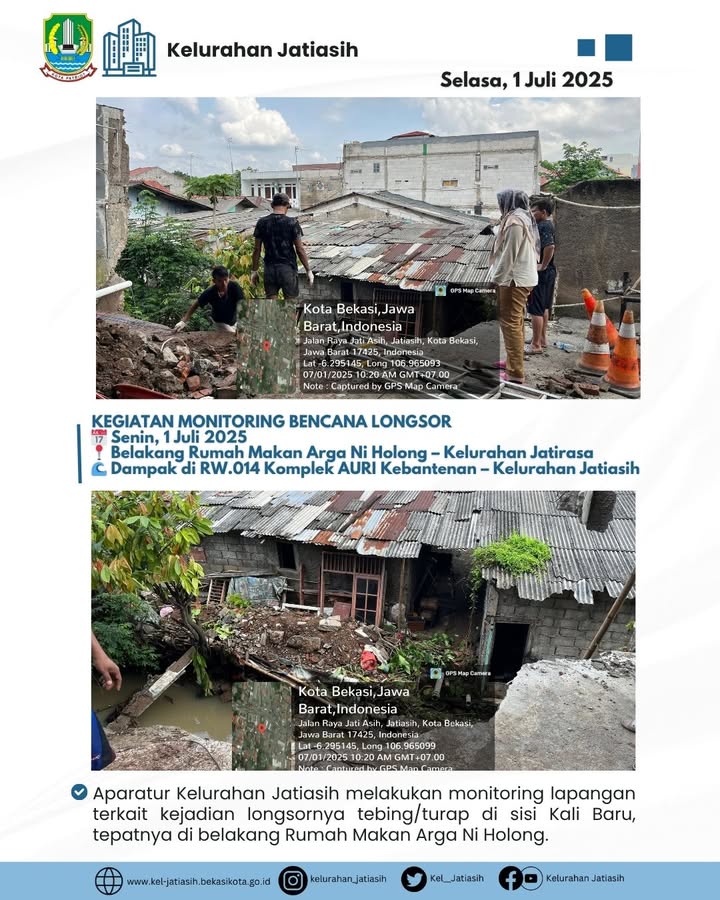 KOTA PATRIOT
Kelurahan Jatiasih
Selasa, 1 Juli 2025
GPS Map Camera
Kota Bekasi,Jawa
Barat,Indonesia
Jalan Raya Jati Asih, Jatiasih, Kota Bekasi,
Jawa Barat 17425, Indonesia
Lat -6.295145, Long 106.965093
07/01/2025 10:20 AM GMT+07.00
Note : Captured by GPS Map Camera
KEGIATAN MONITORING BENCANA LONGSOR
17 Senin, 1 Juli 2025
Belakang Rumah Makan Arga Ni Holong – Kelurahan Jatirasa
Dampak di RW.014 Komplek AURI Kebantenan – Kelurahan Jatiasih
GPS Map Camera
Kota Bekasi,Jawa
Barat,Indonesia
Jalan Raya Jati Asih, Jatiasih, Kota Bekasi,
Jawa Barat 17425, Indonesia
Lat -6.295145, Long 106.965099
07/01/2025 10:20 AM GMT+07.00
Note : Captured by GPS Map Camera
Aparatur Kelurahan Jatiasih melakukan monitoring lapangan
terkait kejadian longsornya tebing/turap di sisi Kali Baru,
tepatnya di belakang Rumah Makan Arga Ni Holong.
www.kel-jatiasih.bekasikota.go.id
kelurahan_jatiasih
Kel__Jatiasih
Kelurahan Jatiasih